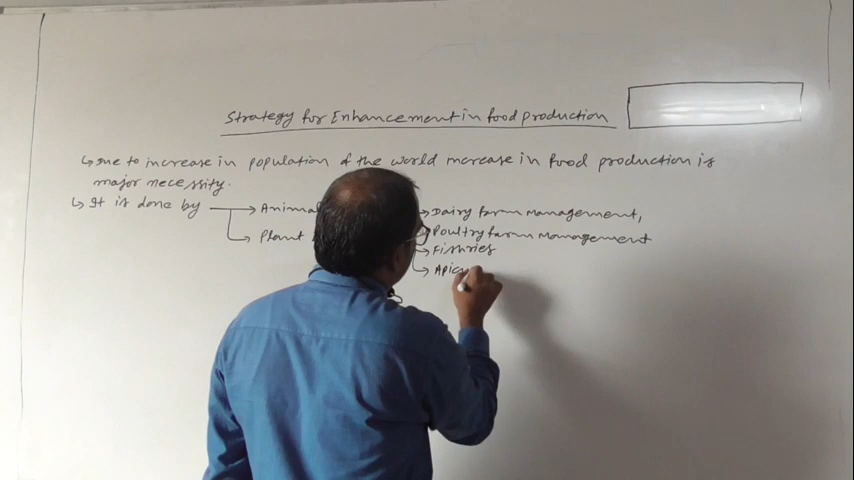 Strategy for Enhancement in food production
↳ Due to increase in population of the world increase in food production is
major necessity.
↳ It is done by → Animal → Dairy farm management,
→ Plant → Poultry farm management
→ Fishries
→ Apic